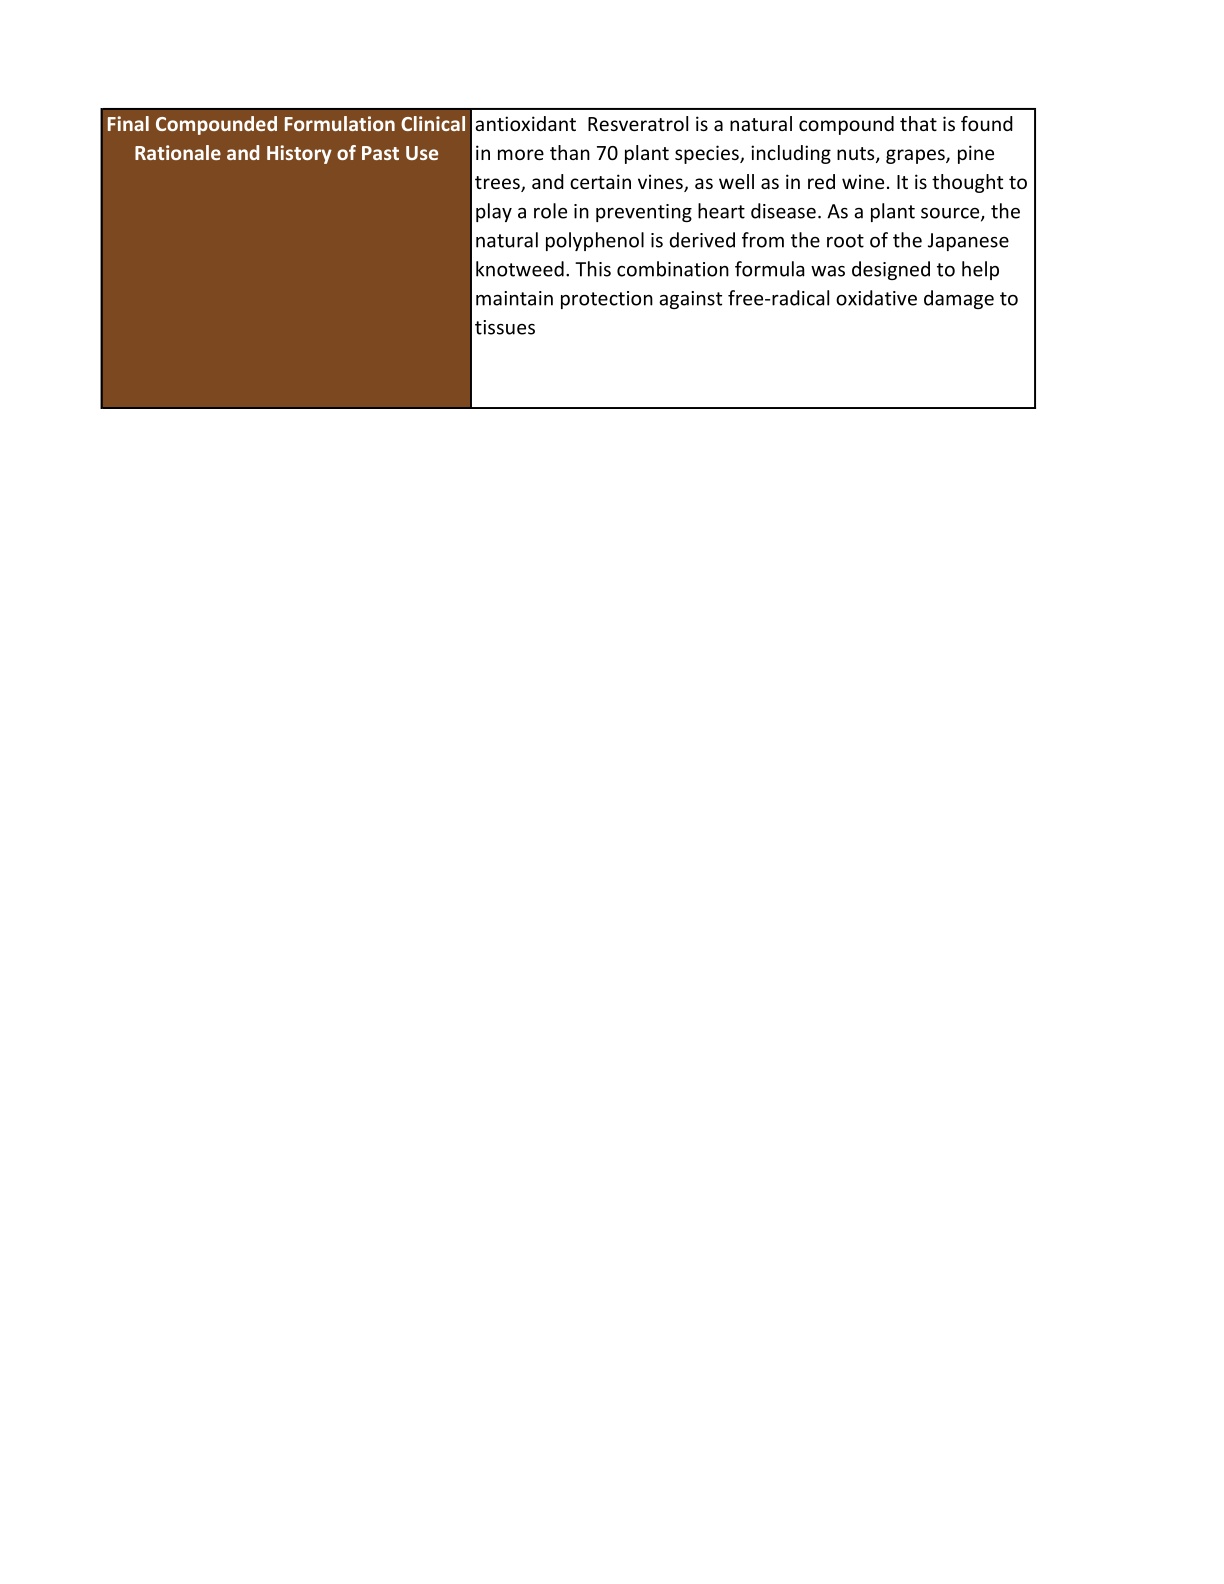 Final Compounded Formulation Clinical
Rationale and History of Past Use
antioxidant  Resveratrol is a natural compound that is found
in more than 70 plant species, including nuts, grapes, pine
trees, and certain vines, as well as in red wine. It is thought to
play a role in preventing heart disease. As a plant source, the
natural polyphenol is derived from the root of the Japanese
knotweed. This combination formula was designed to help
maintain protection against free-radical oxidative damage to
tissues